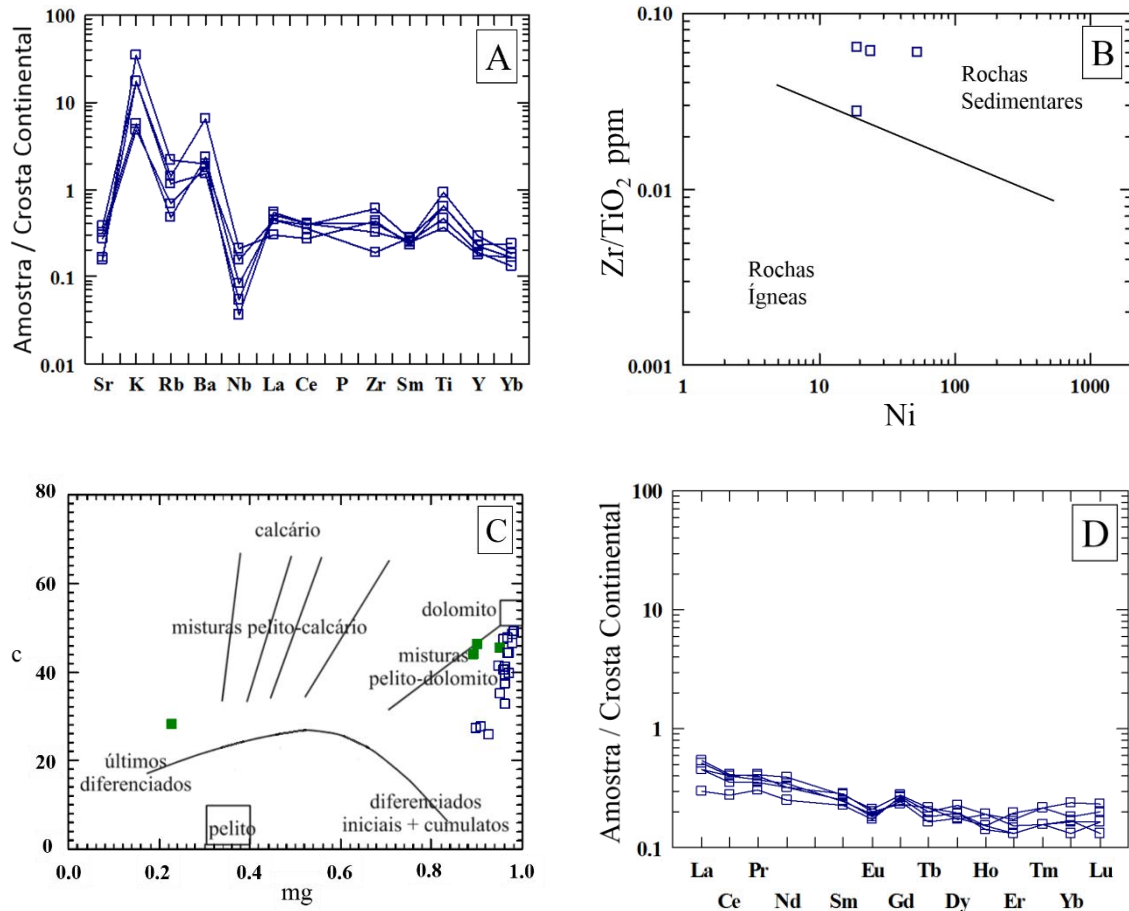 A
Amostra / Crosta Continental
100
10
1
0.1
0.01
Sr K Rb Ba Nb La Ce P Zr Sm Ti Y Yb
B
Zr/TiO2 ppm
0.10
0.01
0.001
Rochas
Sedimentares
Rochas
Ígneas
1 10 100 1000
Ni
C
c
80
60
40
20
0
calcário
dolomito
misturas pelito-calcário
misturas
pelito-dolomito
últimos
diferenciados
diferenciados
iniciais + cumulatos
pelito
0.0 0.2 0.4 0.6 0.8 1.0
mg
D
Amostra / Crosta Continental
100
10
1
0.1
La Pr Eu Tb Ho Tm Lu
Ce Nd Sm Gd Dy Er Yb